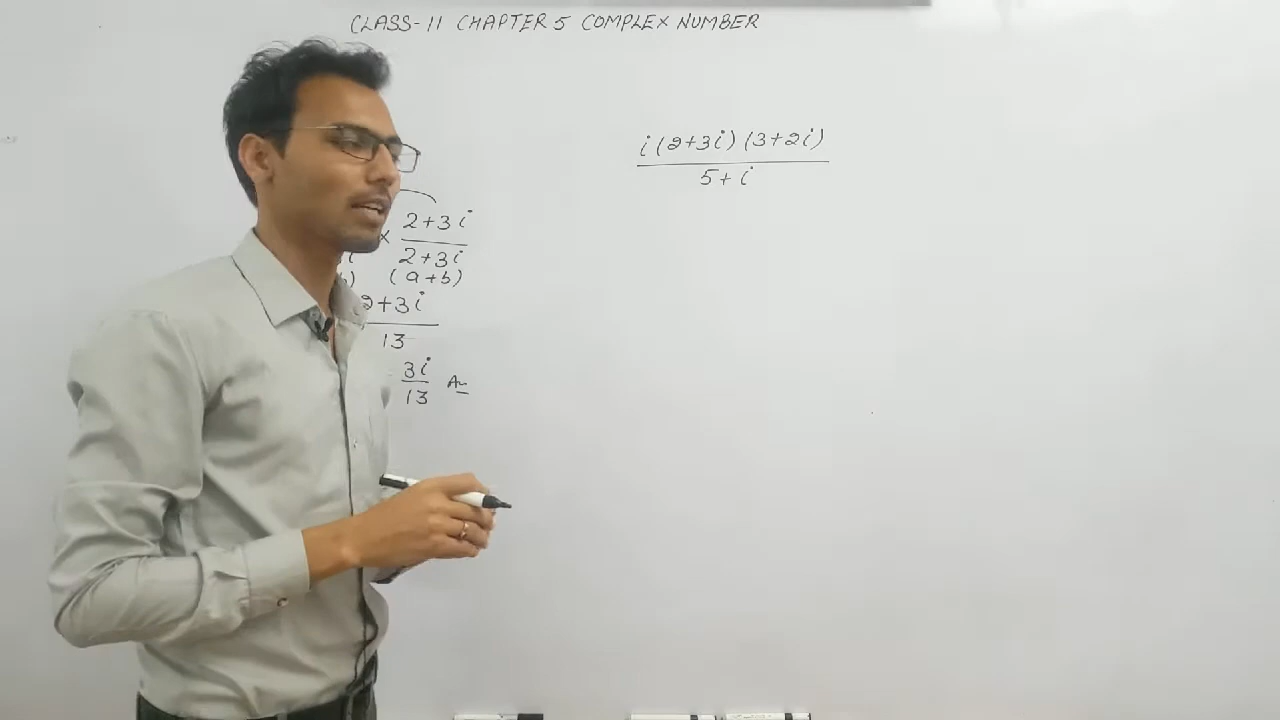 CLASS-11 CHAPTER 5 COMPLEX NUMBER
i(2+3i)(3+2i)
5+i
× 2+3i
2+3i
(a+b)
2+3i
13
3i
13